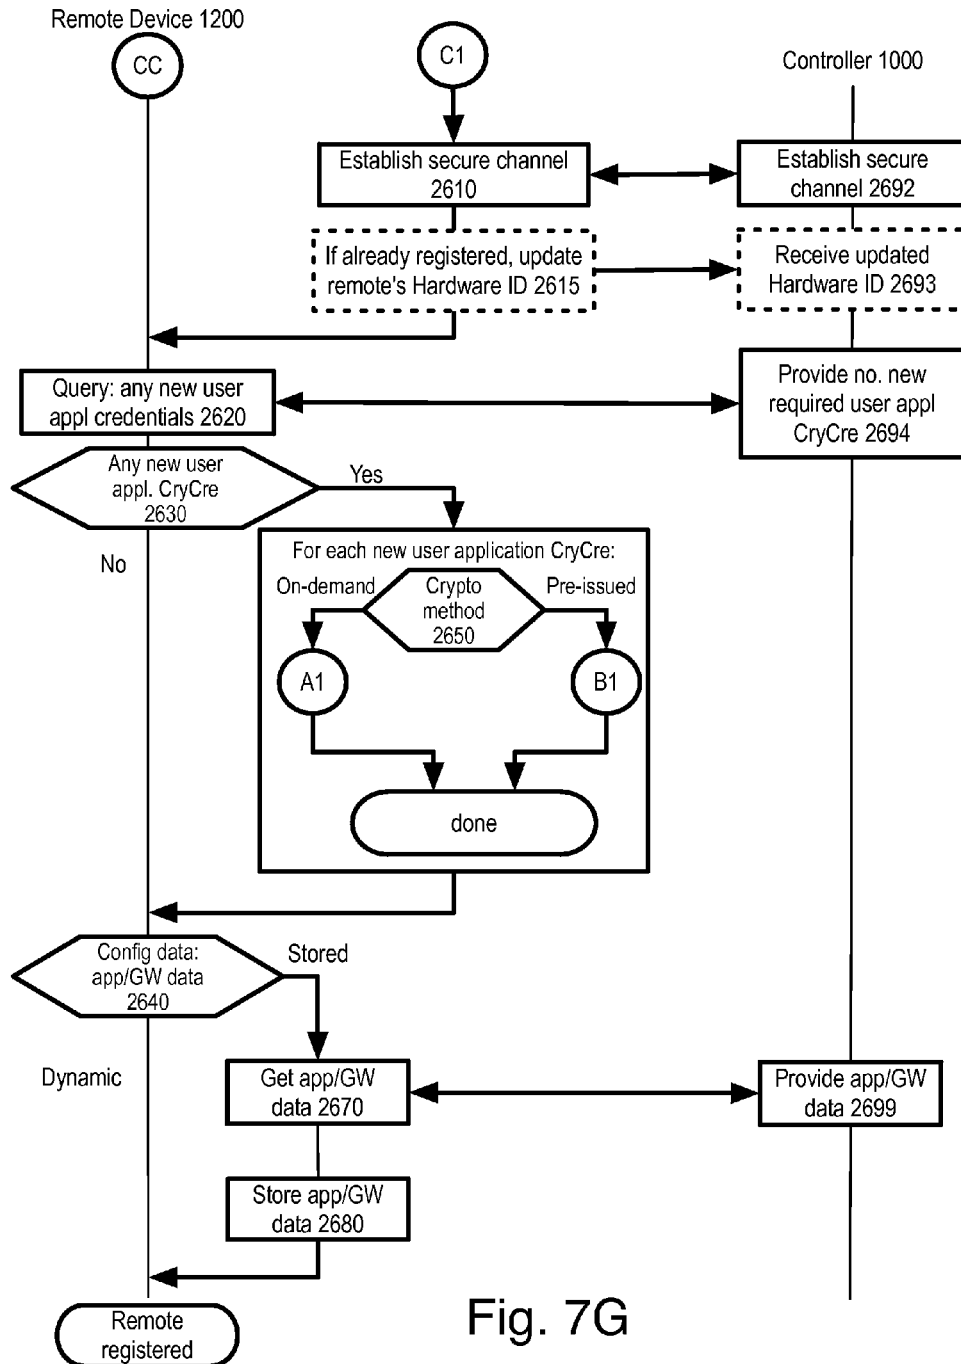 Remote Device 1200
CC
C1
Controller 1000
Establish secure channel
2610
Establish secure
channel 2692
If already registered, update
remote's Hardware ID 2615
Receive updated
Hardware ID 2693
Query: any new user
appl credentials 2620
Provide no. new
required user appl
CryCre 2694
Any new user
appl. CryCre
2630
Yes
No
For each new user application CryCre:
On-demand
Crypto
method
2650
Pre-issued
A1
B1
done
Config data:
app/GW data
2640
Stored
Dynamic
Get app/GW
data 2670
Provide app/GW
data 2699
Store app/GW
data 2680
Remote
registered
Fig. 7G